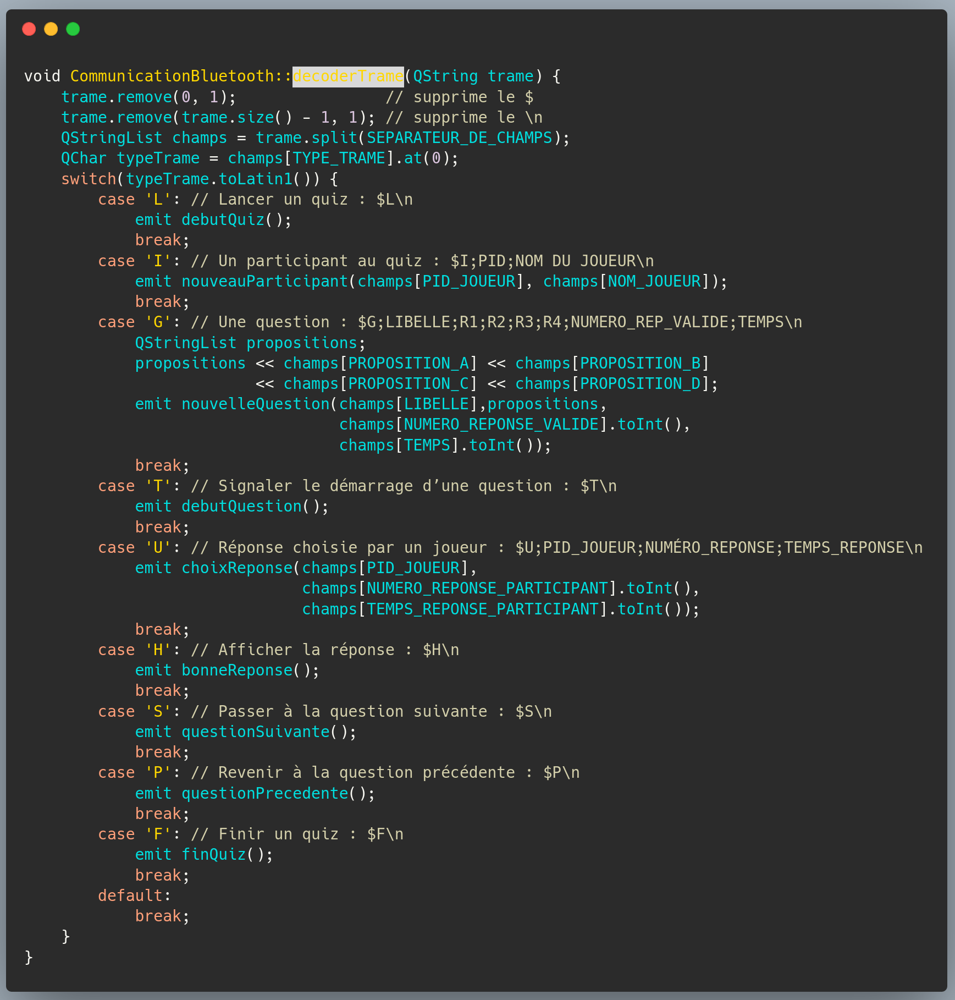 void CommunicationBluetooth::decoderTrame(QString trame) {
    trame.remove(0, 1);                // supprime le $
    trame.remove(trame.size() - 1, 1); // supprime le \n
    QStringList champs = trame.split(SEPARATEUR_DE_CHAMPS);
    QChar typeTrame = champs[TYPE_TRAME].at(0);
    switch(typeTrame.toLatin1()) {
        case 'L': // Lancer un quiz : $L\n
            emit debutQuiz();
            break;
        case 'I': // Un participant au quiz : $I;PID;NOM DU JOUEUR\n
            emit nouveauParticipant(champs[PID_JOUEUR], champs[NOM_JOUEUR]);
            break;
        case 'G': // Une question : $G;LIBELLE;R1;R2;R3;R4;NUMERO_REP_VALIDE;TEMPS\n
            QStringList propositions;
            propositions << champs[PROPOSITION_A] << champs[PROPOSITION_B]
                         << champs[PROPOSITION_C] << champs[PROPOSITION_D];
            emit nouvelleQuestion(champs[LIBELLE],propositions,
                                  champs[NUMERO_REPONSE_VALIDE].toInt(),
                                  champs[TEMPS].toInt());
            break;
        case 'T': // Signaler le démarrage d’une question : $T\n
            emit debutQuestion();
            break;
        case 'U': // Réponse choisie par un joueur : $U;PID_JOUEUR;NUMÉRO_REPONSE;TEMPS_REPONSE\n
            emit choixReponse(champs[PID_JOUEUR],
                              champs[NUMERO_REPONSE_PARTICIPANT].toInt(),
                              champs[TEMPS_REPONSE_PARTICIPANT].toInt());
            break;
        case 'H': // Afficher la réponse : $H\n
            emit bonneReponse();
            break;
        case 'S': // Passer à la question suivante : $S\n
            emit questionSuivante();
            break;
        case 'P': // Revenir à la question précédente : $P\n
            emit questionPrecedente();
            break;
        case 'F': // Finir un quiz : $F\n
            emit finQuiz();
            break;
        default:
            break;
    }
}